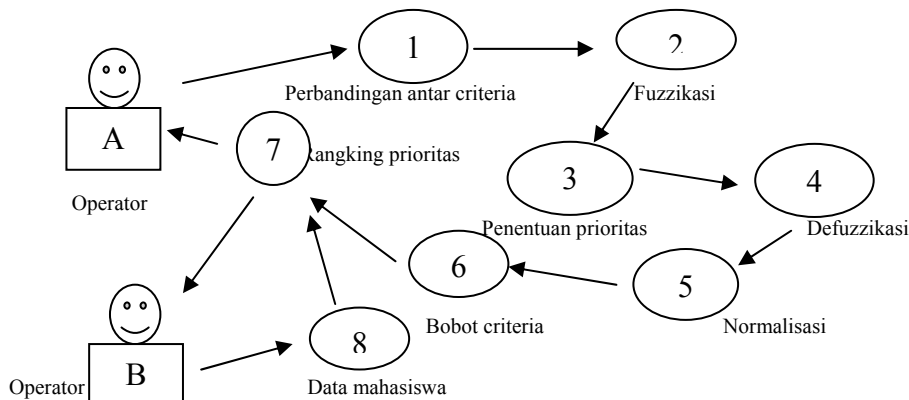 1
Perbandingan antar criteria
2
Fuzzikasi
A
Operator
7
Rangking prioritas
3
Penentuan prioritas
4
Defuzzikasi
6
Bobot criteria
5
Normalisasi
B
Operator
8
Data mahasiswa